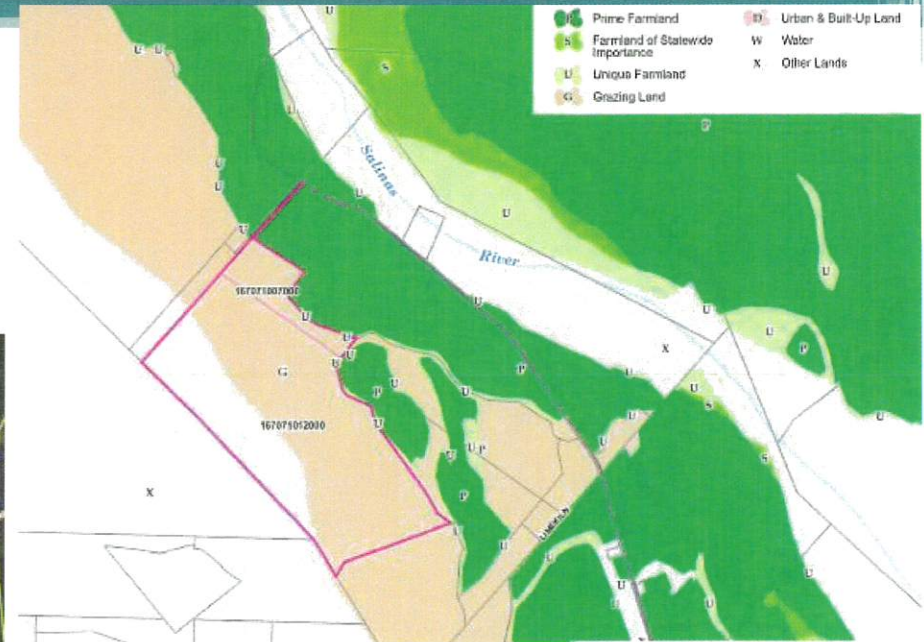 P Prime Farmland
S Farmland of Statewide
Importance
U Unique Farmland
G Grazing Land
D Urban & Built-Up Land
W Water
X Other Lands
U U
U
S
P
U
U
U
Salinas
U
U
U
River
U
167071007000
U
U
U
U
U
U
P
X
U
P
G
U
P
U
U
U
U
S
U
167071012000
U
U
U P
U
S
X
U
P
U
U
U
U
U
U
U
U